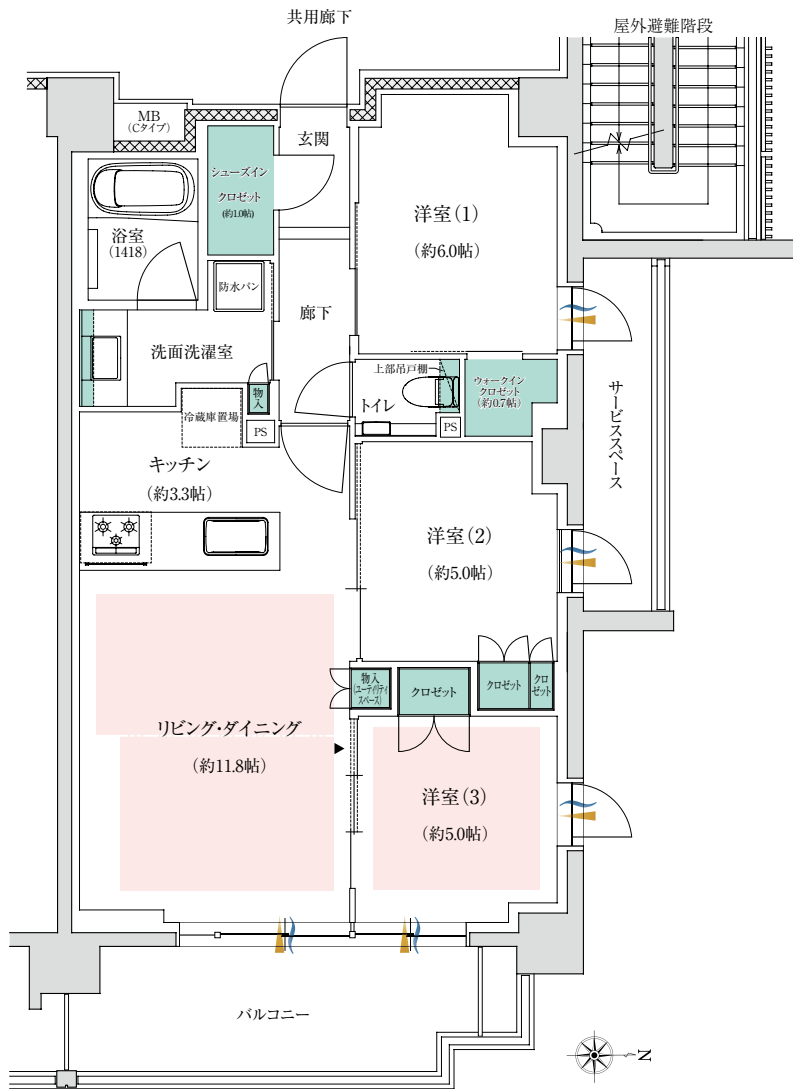 共用廊下
屋外避難階段
MB
(Cタイプ)
玄関
シューズイン
クロゼット
(約1.0帖)
洋室(1)
(約6.0帖)
浴室
(1418)
防水パン
廊下
洗面洗濯室
上部吊戸棚
トイレ
ウォークイン
クロゼット
(約0.7帖)
物入
冷蔵庫置場
PS
PS
サービススペース
キッチン
(約3.3帖)
洋室(2)
(約5.0帖)
物入
(ユーティリティ
スペース)
クロゼット
クロゼット
クロ
ゼット
リビング・ダイニング
(約11.8帖)
洋室(3)
(約5.0帖)
バルコニー
N